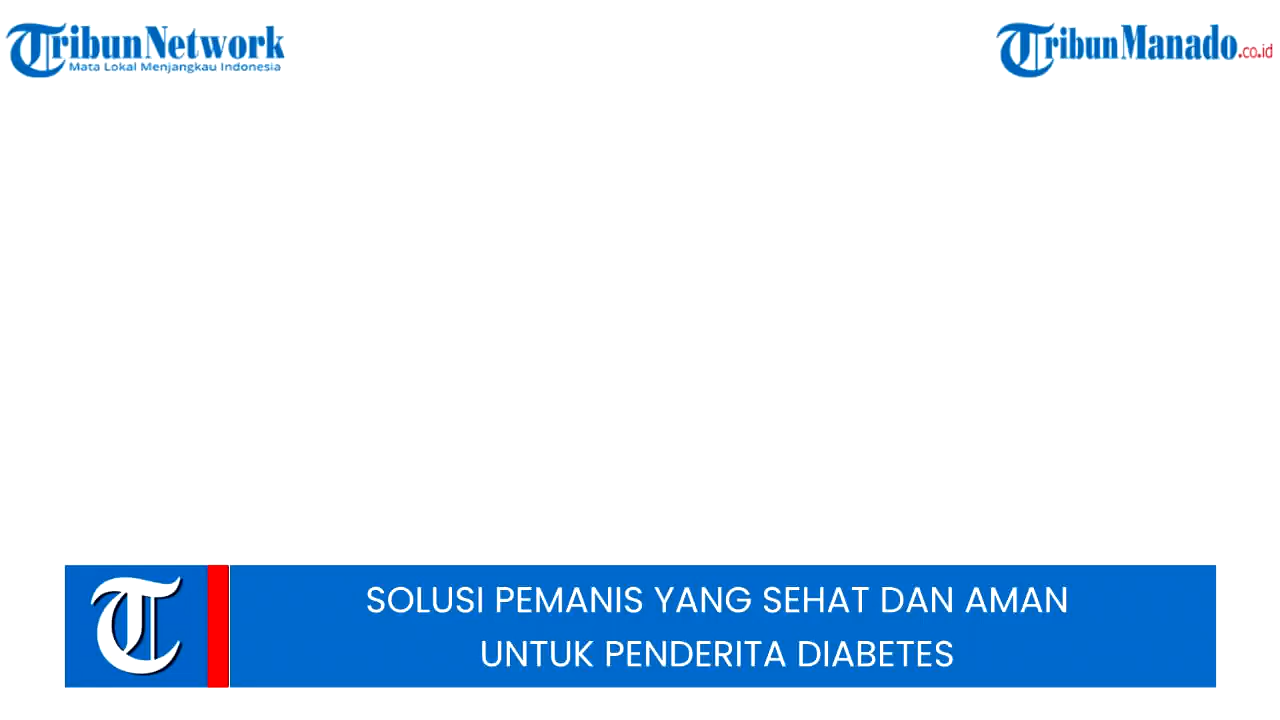 TribunNetwork
Mata Lokal Menjangkau Indonesia
TribunManado.co.id
T
SOLUSI PEMANIS YANG SEHAT DAN AMAN
UNTUK PENDERITA DIABETES